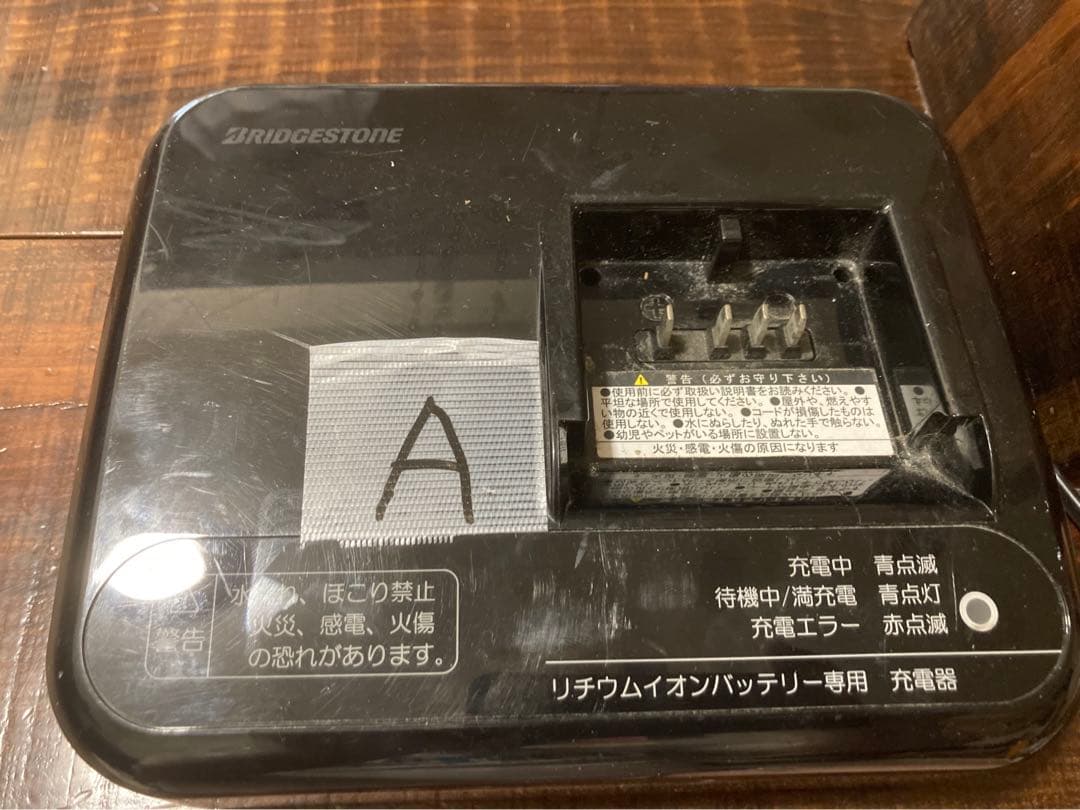 BRIDGESTONE
A
警告(必ずお守り下さい)
●使用前に必ず取扱い説明書をお読みください。●
平坦な場所で使用してください。●屋外や、燃えやす
い物の近くで使用しない。●コードが損傷したものは
使用しない。●水にぬらしたり、ぬれた手で触らない。
●幼児やペットがいる場所に設置しない。
火災・感電・火傷の原因になります
充電中 青点滅
待機中/満充電 青点灯
充電エラー 赤点滅
リチウムイオンバッテリー専用 充電器
警告
、ほこり禁止
火災、感電、火傷
の恐れがあります。